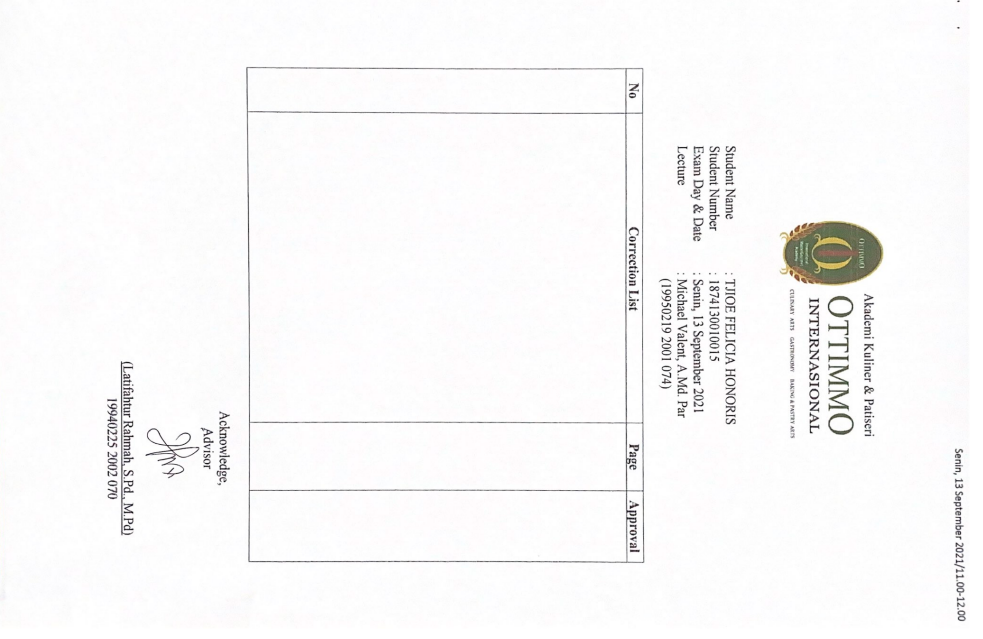 Senin, 13 September 2021/11.00-12.00
Akademi Kuliner & Patiseri
OTTIMMO
INTERNASIONAL
CULINARY ARTS GASTRONOMY BAKING & PASTRY ARTS
OTTIMMO
Student Name : TJIOE FELICIA HONORIS
Student Number : 1874130010015
Exam Day & Date : Senin, 13 September 2021
Lecture : Michael Valent, A.Md. Par
(19950219 2001 074)
No Correction List Page Approval
Acknowledge,
Advisor
(Latifahtur Rahmah, S.Pd., M.Pd)
19940225 2002 070